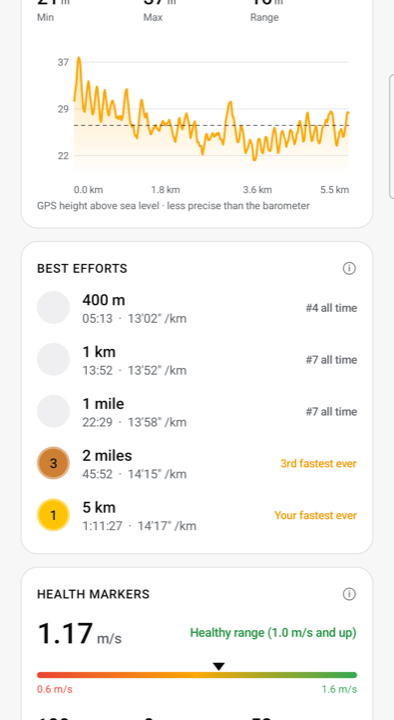 Min Max Range
37
29
22
0.0 km 1.8 km 3.6 km 5.5 km
GPS height above sea level · less precise than the barometer
BEST EFFORTS
400 m
#4 all time
05:13 · 13'02" /km
1 km
#7 all time
13:52 · 13'52" /km
1 mile
#7 all time
22:29 · 13'58" /km
3
2 miles
3rd fastest ever
45:52 · 14'15" /km
1
5 km
Your fastest ever
1:11:27 · 14'17" /km
HEALTH MARKERS
1.17 m/s
Healthy range (1.0 m/s and up)
0.6 m/s 1.6 m/s